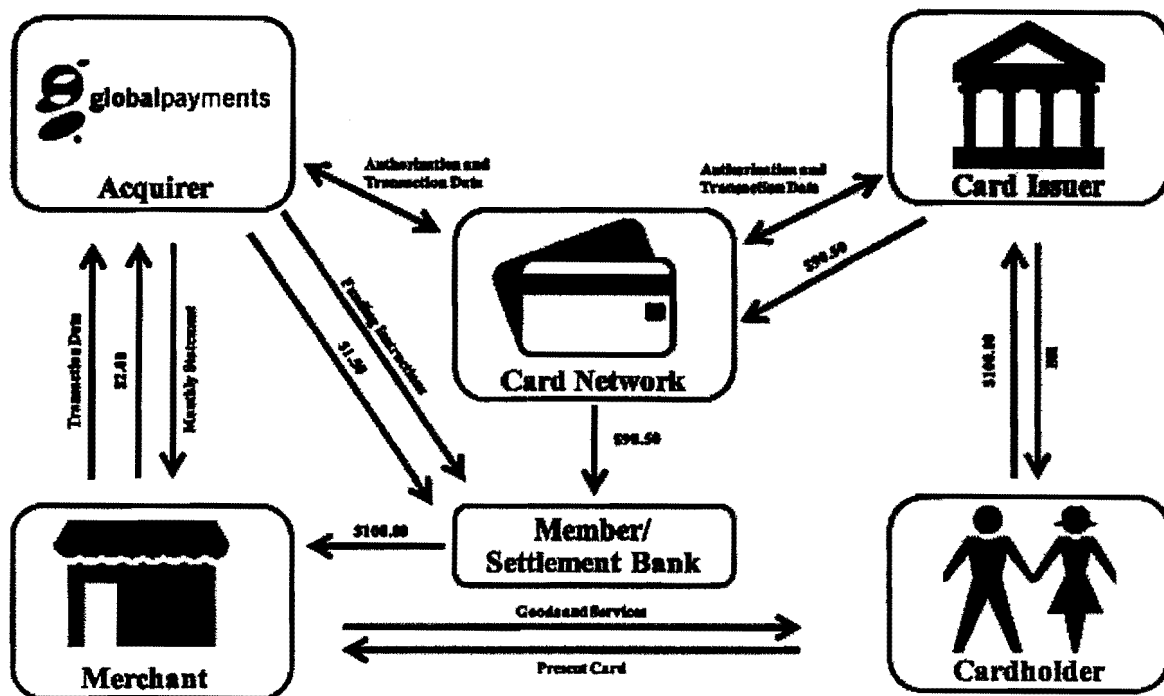 globalpayments
Acquirer
Card Issuer
Authorization and
Transaction Data
Authorization and
Transaction Data
$98.50
Card Network
Funding Instructions
$1.50
Transaction Data
$2.00
Monthly Statement
$100.00
Bill
$98.50
Member/
Settlement Bank
$100.00
Goods and Services
Present Card
Merchant
Cardholder